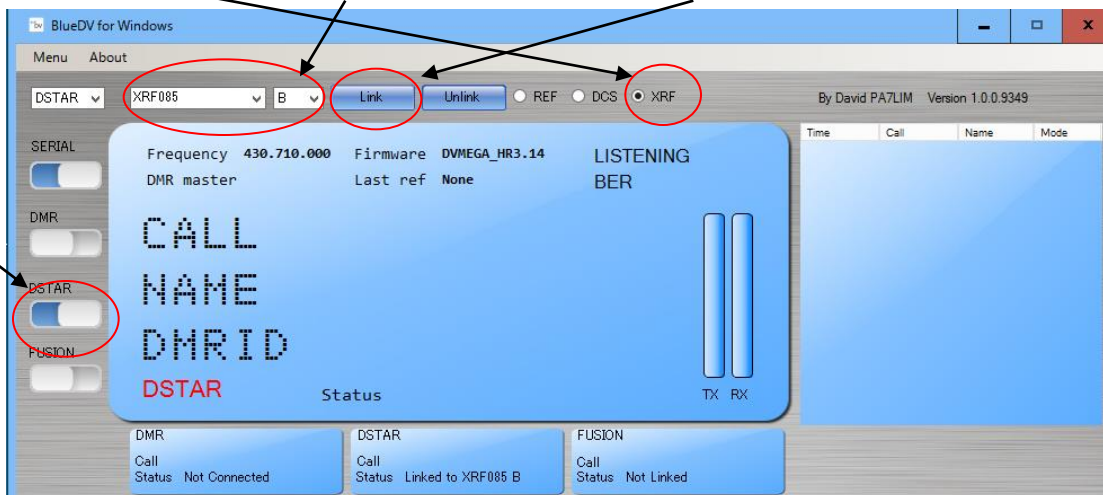 BlueDV for Windows
Menu About
DSTAR XRF085 B Link Unlink REF DCS XRF By David PA7LIM Version 1.0.0.9349
Time Call Name Mode
SERIAL
Frequency 430.710.000 Firmware DVMEGA_HR3.14 LISTENING
DMR master Last ref None BER
DMR
CALL
DSTAR
NAME
FUSION
DMRID
DSTAR Status TX RX
DMR DSTAR FUSION
Call Call Call
Status Not Connected Status Linked to XRF085 B Status Not Linked